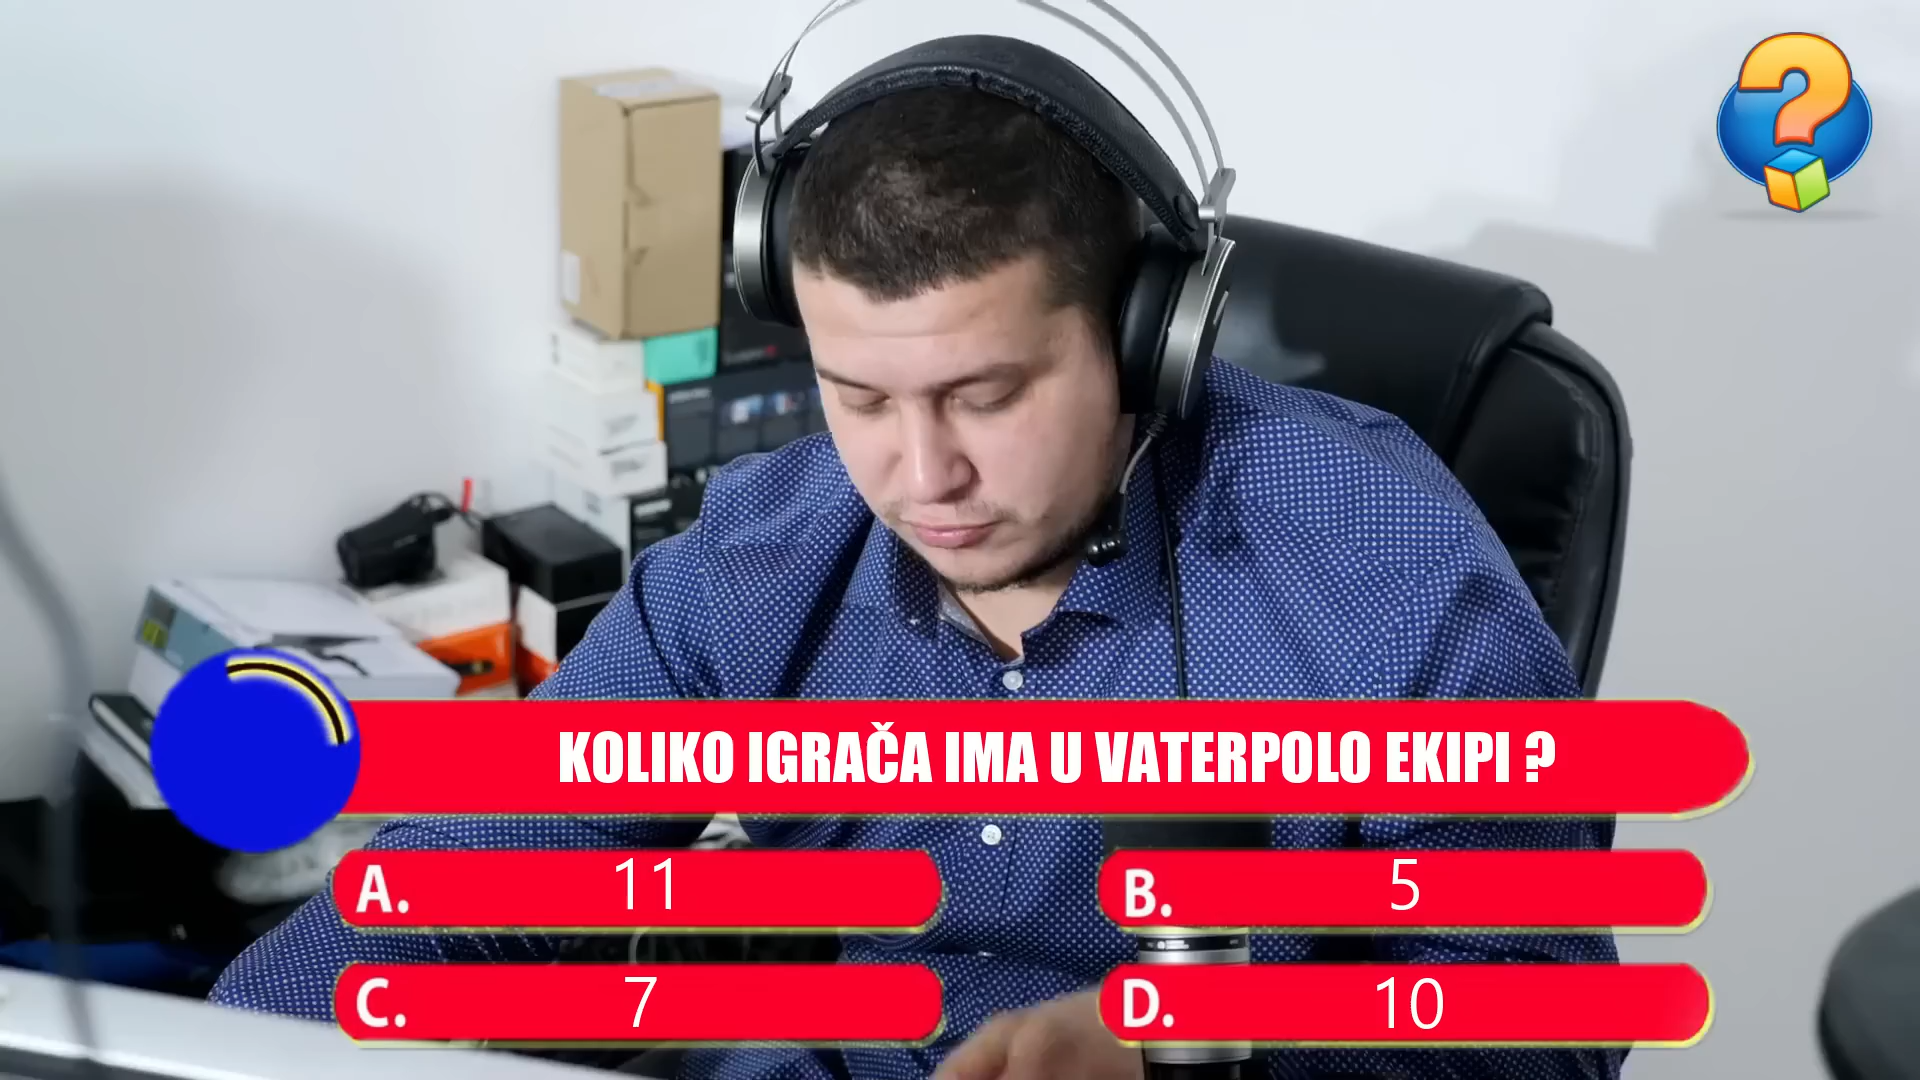 KOLIKO IGRAČA IMA U VATERPOLO EKIPI ?
A. 11
B. 5
C. 7
D. 10